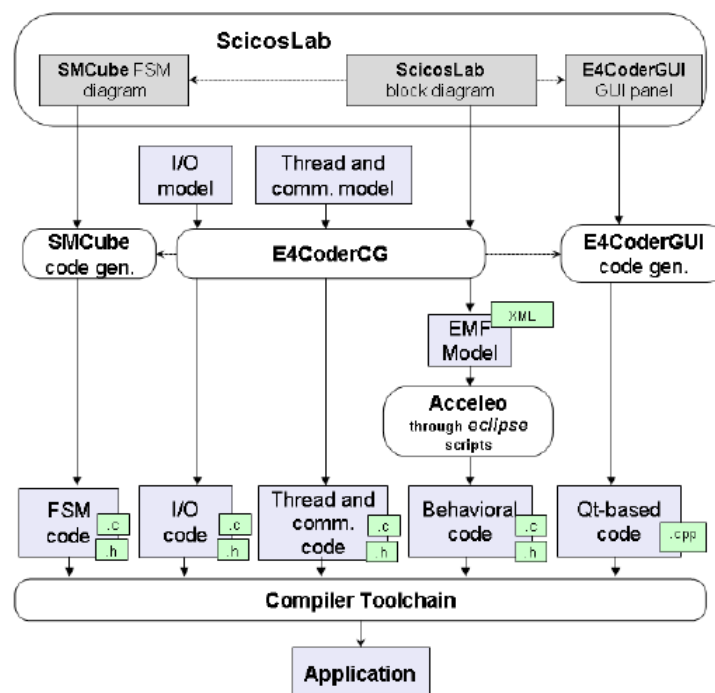 ScicosLab
SMCube FSM
diagram
ScicosLab
block diagram
E4CoderGUI
GUI panel
I/O
model
Thread and
comm. model
SMCube
code gen.
E4CoderCG
E4CoderGUI
code gen.
XML
EMF
Model
Acceleo
through eclipse
scripts
FSM
code
.c
.h
I/O
code
.c
.h
Thread and
comm.
code
.c
.h
Behavioral
code
.c
.h
Qt-based
code
.cpp
Compiler Toolchain
Application